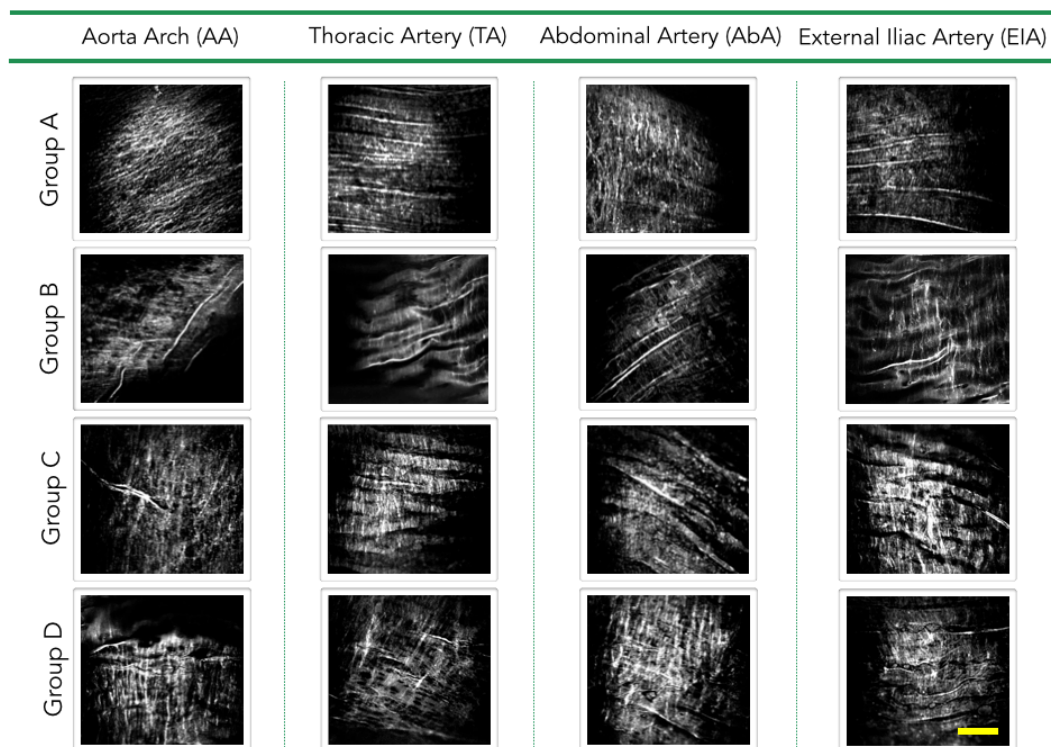 Aorta Arch (AA) Thoracic Artery (TA) Abdominal Artery (AbA) External Iliac Artery (EIA)
Group A
Group B
Group C
Group D